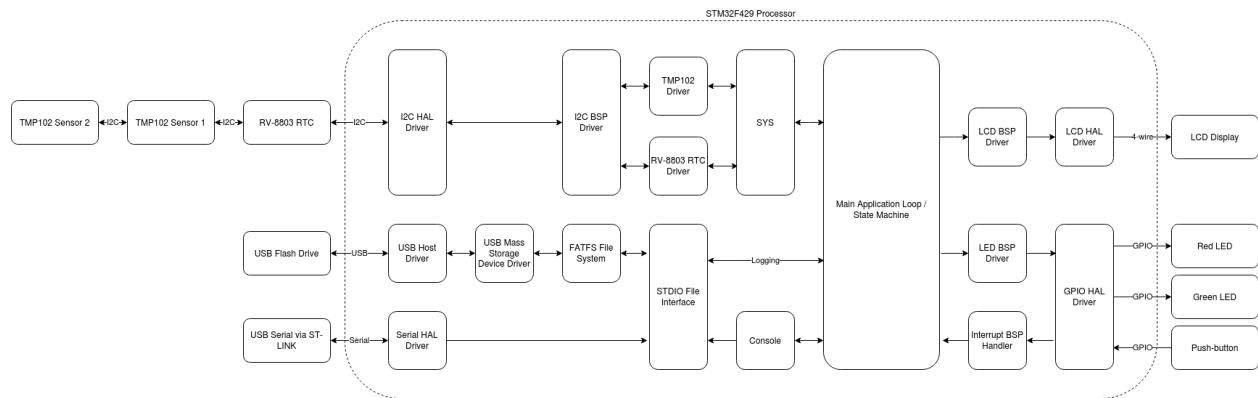 STM32F429 Processor
TMP102 Sensor 2
I2C
TMP102 Sensor 1
I2C
RV-8803 RTC
I2C
I2C HAL
Driver
I2C BSP
Driver
TMP102
Driver
RV-8803 RTC
Driver
SYS
Main Application Loop /
State Machine
LCD BSP
Driver
LCD HAL
Driver
4 wire
LCD Display
USB Flash Drive
USB
USB Host
Driver
USB Mass
Storage
Device Driver
FATFS File
System
STDIO File
Interface
Logging
LED BSP
Driver
GPIO HAL
Driver
GPIO
Red LED
GPIO
Green LED
USB Serial via ST-
LINK
Serial
Serial HAL
Driver
Console
Interrupt BSP
Handler
GPIO
Push-button